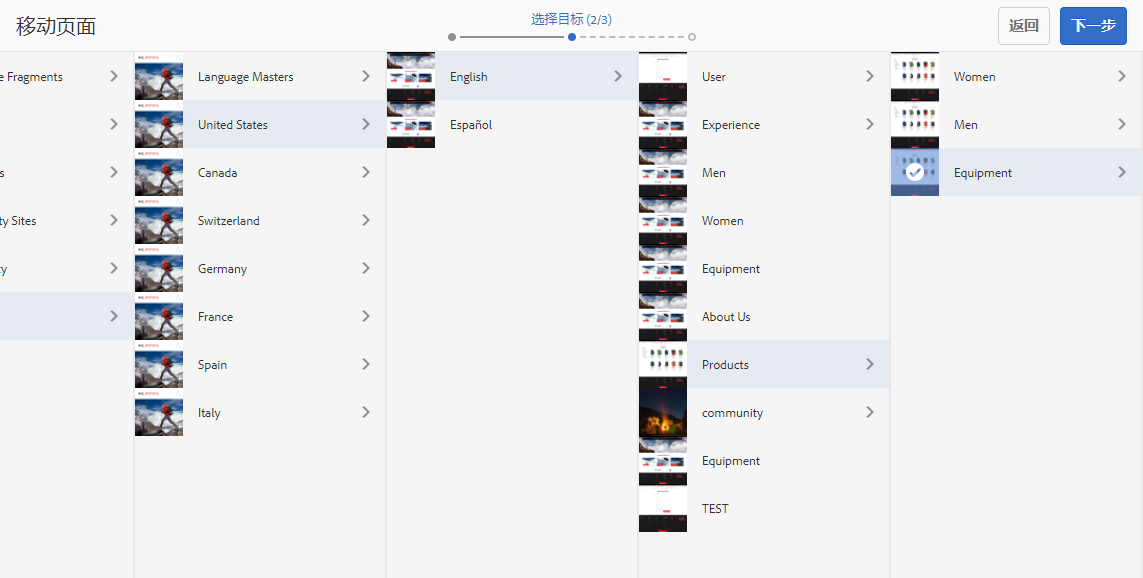 移动页面
选择目标 (2/3)
返回
下一步
e Fragments
s
ty Sites
ty
Language Masters
United States
Canada
Switzerland
Germany
France
Spain
Italy
English
Español
User
Experience
Men
Women
Equipment
About Us
Products
community
Equipment
TEST
Women
Men
Equipment